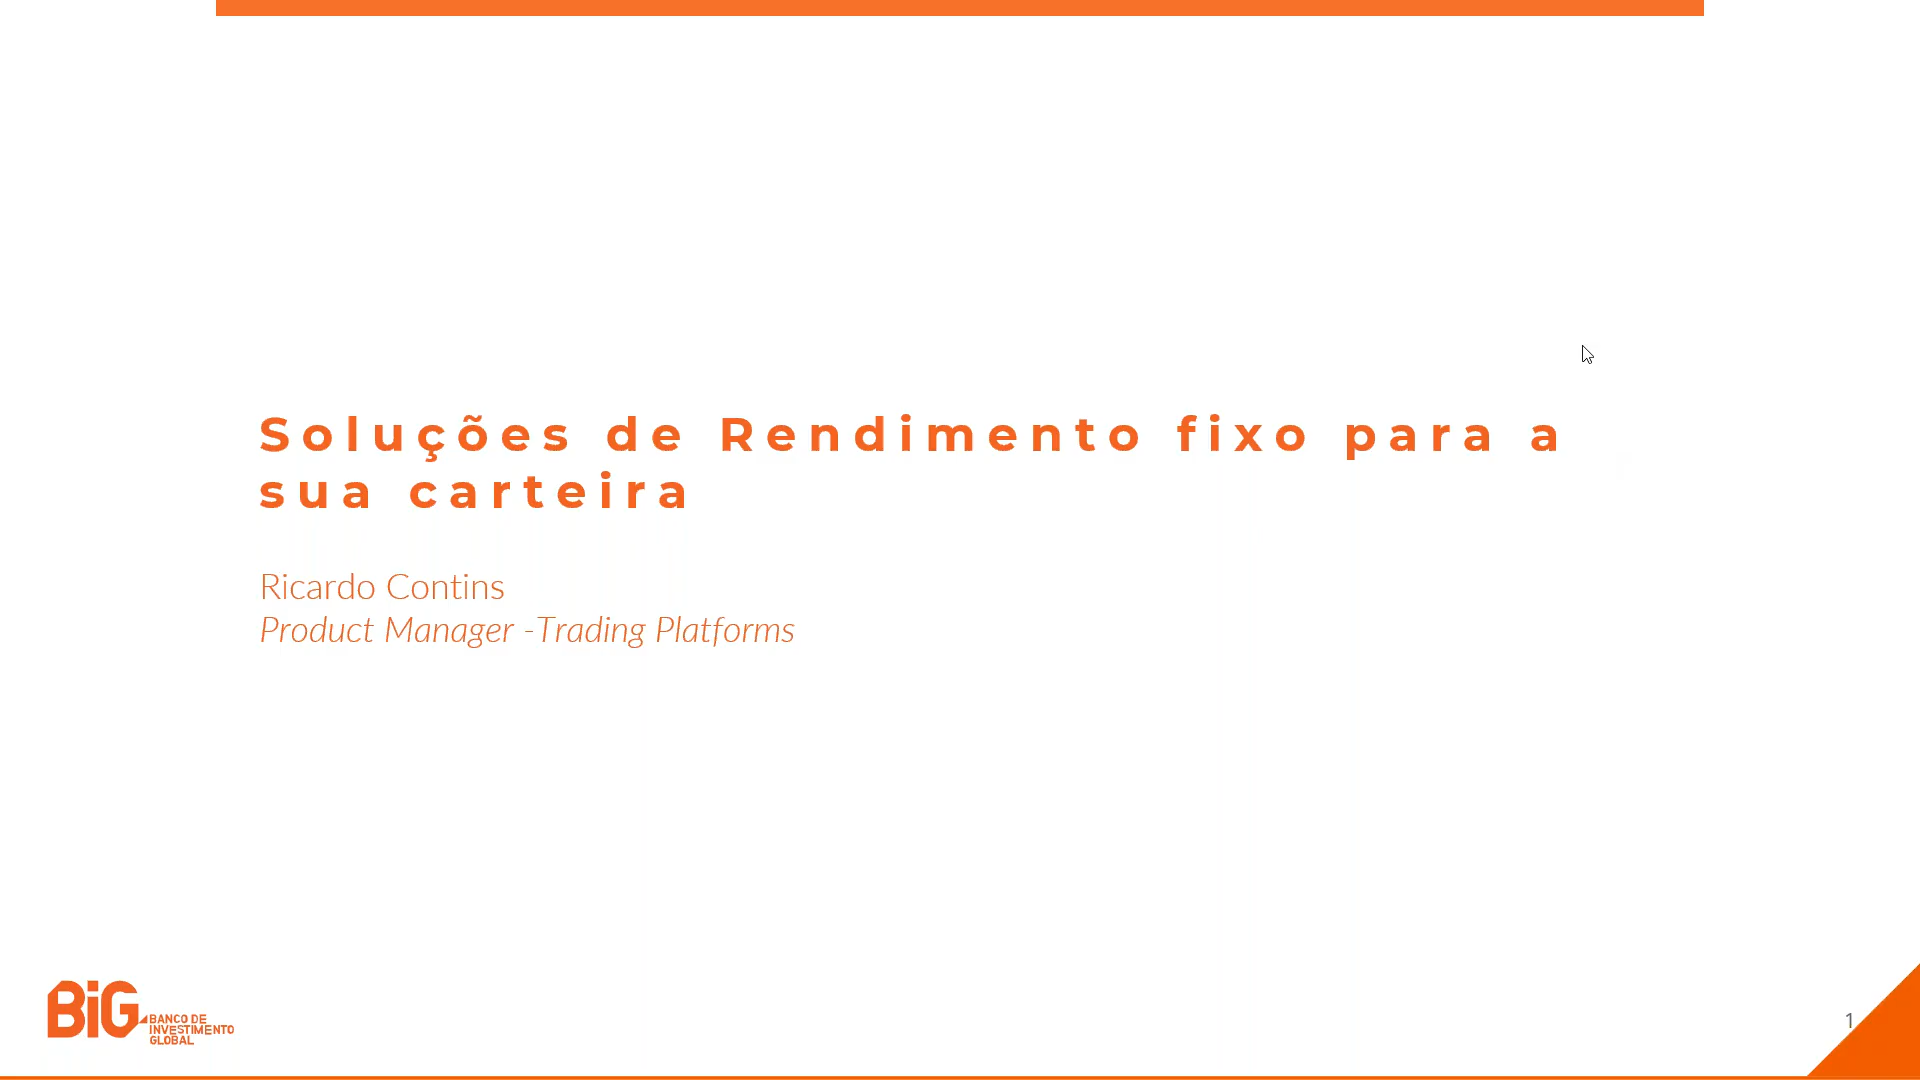 Soluções de Rendimento fixo para a
sua carteira
Ricardo Contins
Product Manager -Trading Platforms
BiG
BANCO DE
INVESTIMENTO
GLOBAL
1